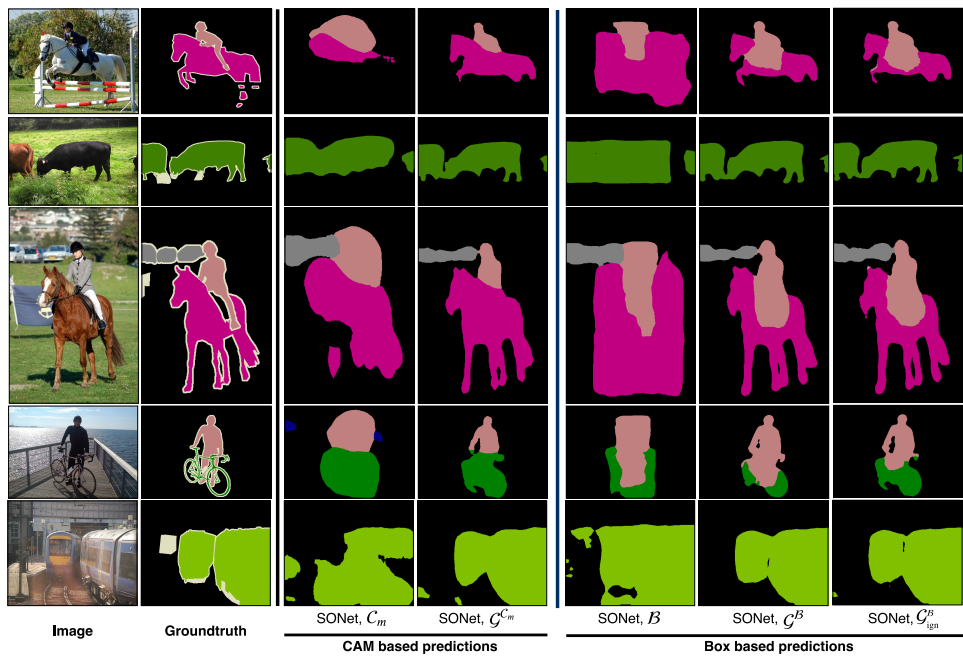 SONet, 𝒞ₘ
SONet, 𝒢^𝒞ₘ
SONet, ℬ
SONet, 𝒢^ℬ
SONet, 𝒢^ℬ_ign
Image
Groundtruth
CAM based predictions
Box based predictions